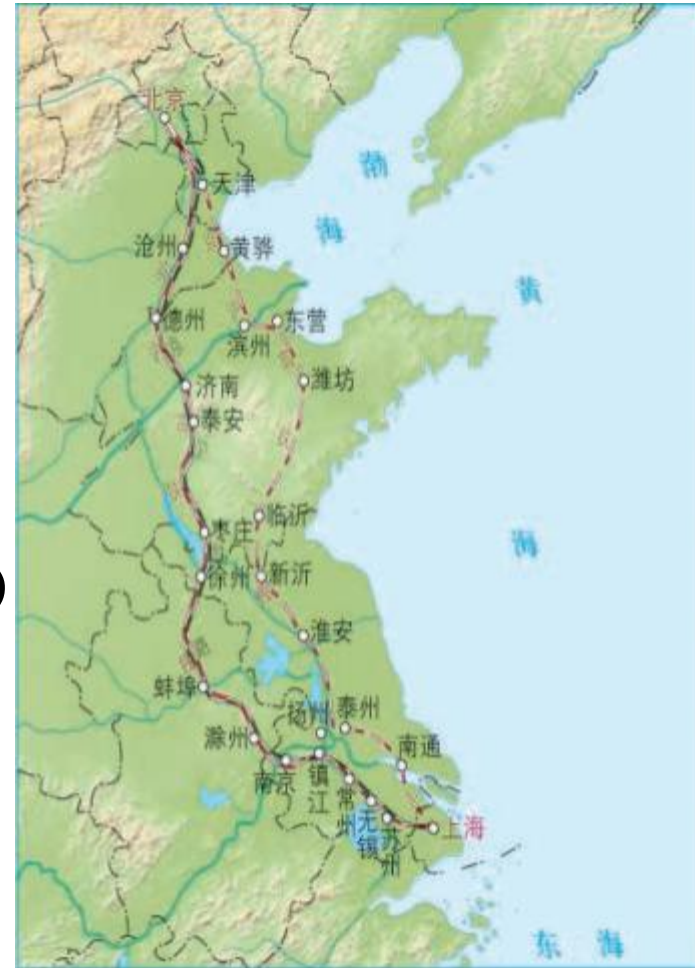 北京
天津
渤
海
沧州
黄骅
黄
德州
东营
滨州
济南
潍坊
泰安
临沂
枣庄
海
徐州
新沂
淮安
蚌埠
扬州
泰州
滁州
南通
南京
镇江
常州
无镇
苏州
上海
东海